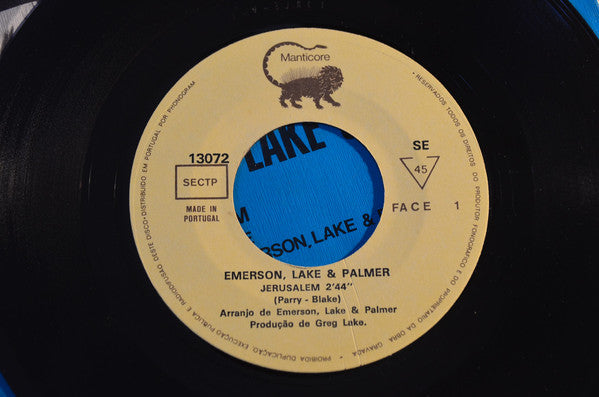 Manticore
13072
SECTP
MADE IN
PORTUGAL
SE
45
FACE 1
LAKE
RSON, LAKE &
EMERSON, LAKE & PALMER
JERUSALEM 2'44"
(Parry - Blake)
Arranjo de Emerson, Lake & Palmer
Produção de Greg Lake.
• RESERVADOS TODOS OS DIREITOS DO PRODUTOR FONOGRÁFICO E DO PROPRIETÁRIO DA OBRA GRAVADA - PROIBIDA DUPLICAÇÃO, EXECUÇÃO PÚBLICA E RADIODIFUSÃO DESTE DISCO • DISTRIBUIDO EM PORTUGAL POR PHONOGRAM